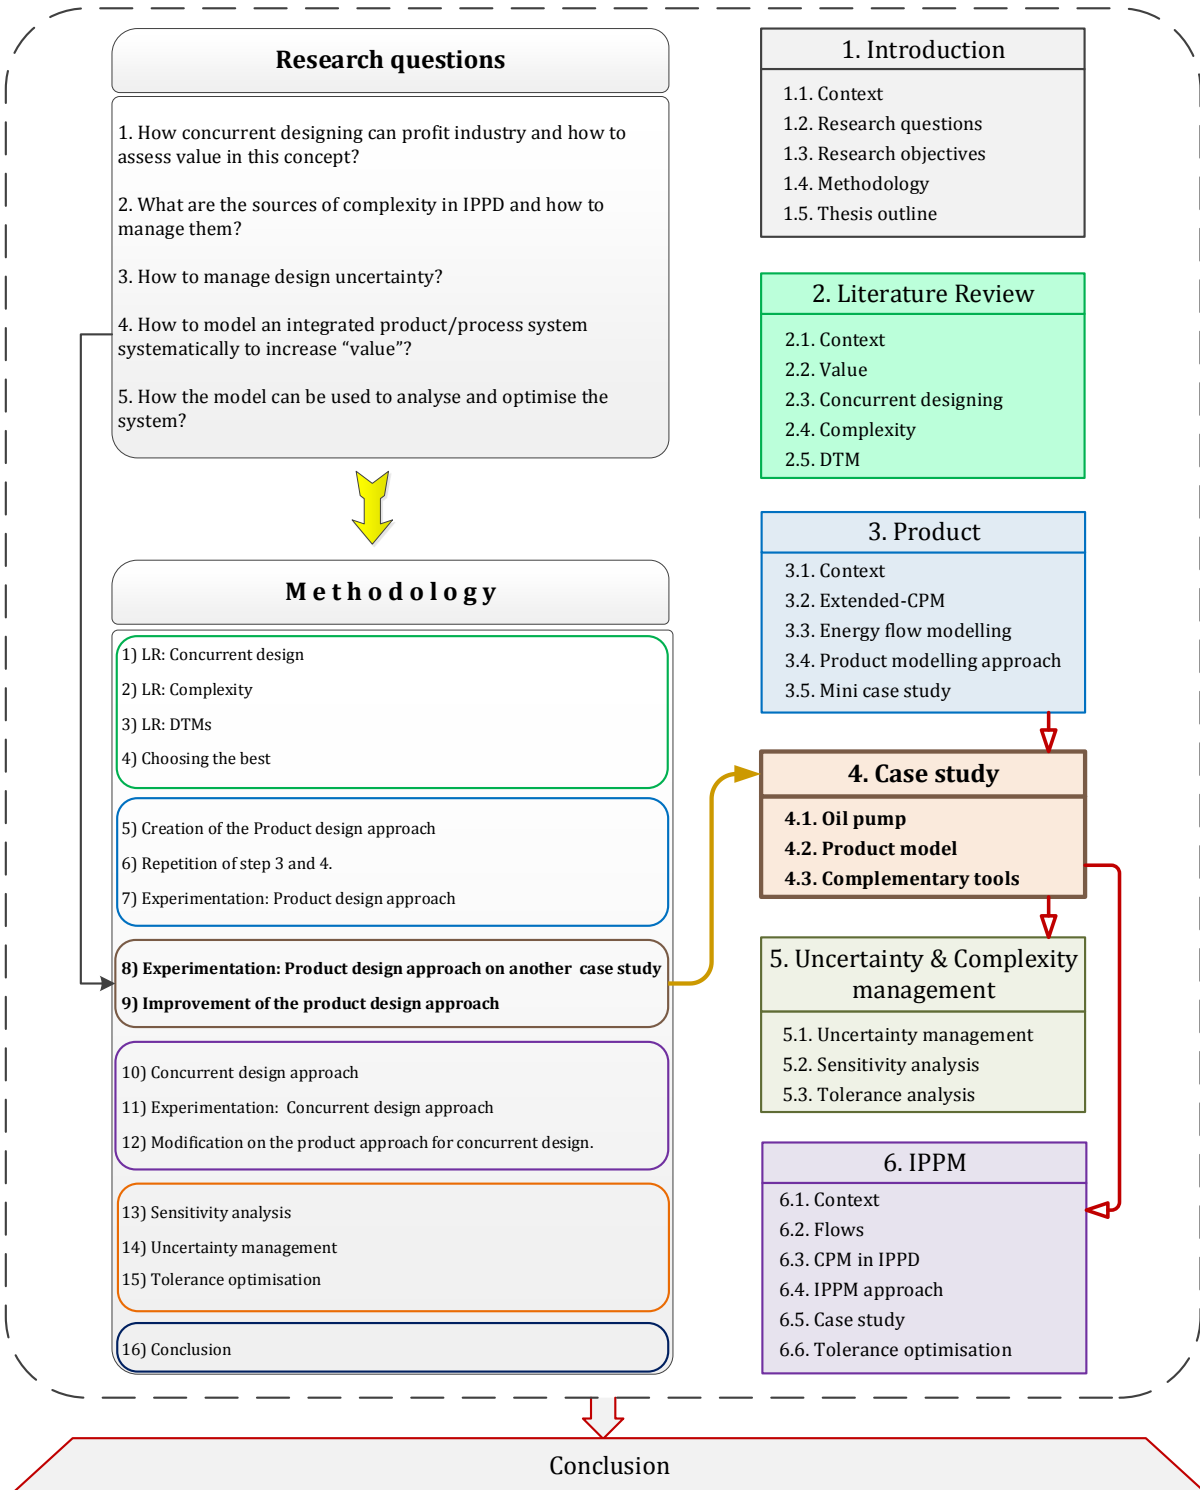 Research questions
1. How concurrent designing can profit industry and how to
assess value in this concept?
2. What are the sources of complexity in IPPD and how to
manage them?
3. How to manage design uncertainty?
4. How to model an integrated product/process system
systematically to increase “value”?
5. How the model can be used to analyse and optimise the
system?
Methodology
1) LR: Concurrent design
2) LR: Complexity
3) LR: DTMs
4) Choosing the best
5) Creation of the Product design approach
6) Repetition of step 3 and 4.
7) Experimentation: Product design approach
8) Experimentation: Product design approach on another case study
9) Improvement of the product design approach
10) Concurrent design approach
11) Experimentation: Concurrent design approach
12) Modification on the product approach for concurrent design.
13) Sensitivity analysis
14) Uncertainty management
15) Tolerance optimisation
16) Conclusion
1. Introduction
1.1. Context
1.2. Research questions
1.3. Research objectives
1.4. Methodology
1.5. Thesis outline
2. Literature Review
2.1. Context
2.2. Value
2.3. Concurrent designing
2.4. Complexity
2.5. DTM
3. Product
3.1. Context
3.2. Extended-CPM
3.3. Energy flow modelling
3.4. Product modelling approach
3.5. Mini case study
4. Case study
4.1. Oil pump
4.2. Product model
4.3. Complementary tools
5. Uncertainty & Complexity
management
5.1. Uncertainty management
5.2. Sensitivity analysis
5.3. Tolerance analysis
6. IPPM
6.1. Context
6.2. Flows
6.3. CPM in IPPD
6.4. IPPM approach
6.5. Case study
6.6. Tolerance optimisation
Conclusion